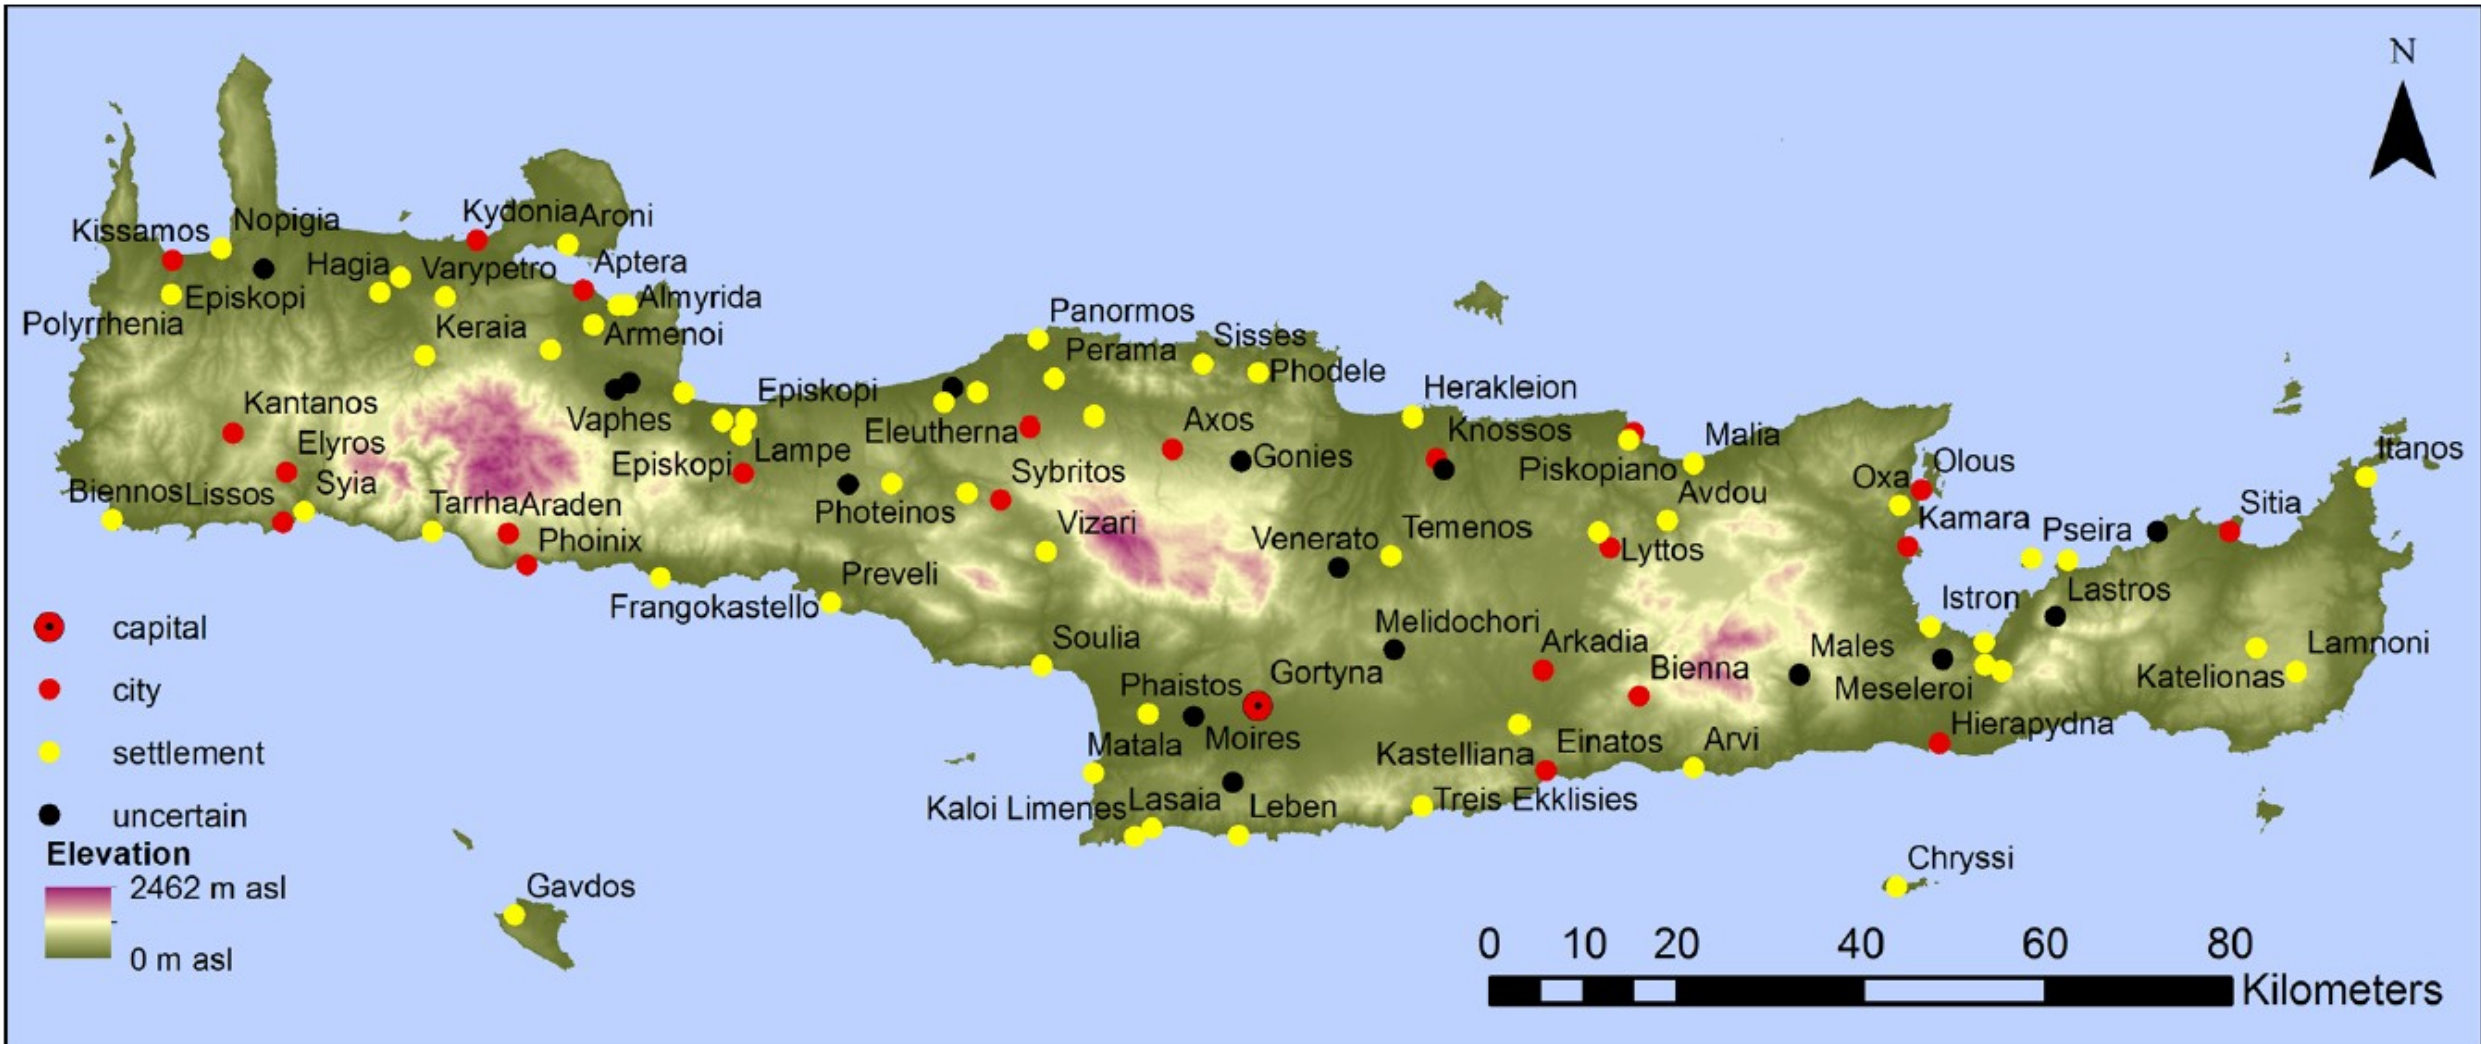 N
Kydonia Aroni
Kissamos Nopigia
Hagia Varypetro Aptera
Episkopi Almyrida
Polyrrhenia Keraia Armenoi
Panormos
Sisses
Perama
Phodele
Kantanos Vaphes Episkopi Herakleion
Elyros Eleutherna Axos Knossos Malia
Episkopi Lampe Gonies
Biennos Lissos Syia Sybritos Piskopiano Oxa Olous Itanos
Tarrha Araden Photeinos Avdou Sitia
Phoinix Vizari Venerato Temenos Lyttos Kamara Pseira
Preveli
Frangokastello Istron Lastros
Soulia Melidochori Arkadia Males Lamnoni
Phaistos Gortyna Bienna Meseleroi Katelionas
Matala Moires Kastelliana Einatos Arvi Hierapydna
Kaloi Limenes Lasaia Leben Treis Ekklisies
Chryssi
Gavdos
capital
city
settlement
uncertain
Elevation
2462 m asl
0 m asl
0 10 20 40 60 80
Kilometers